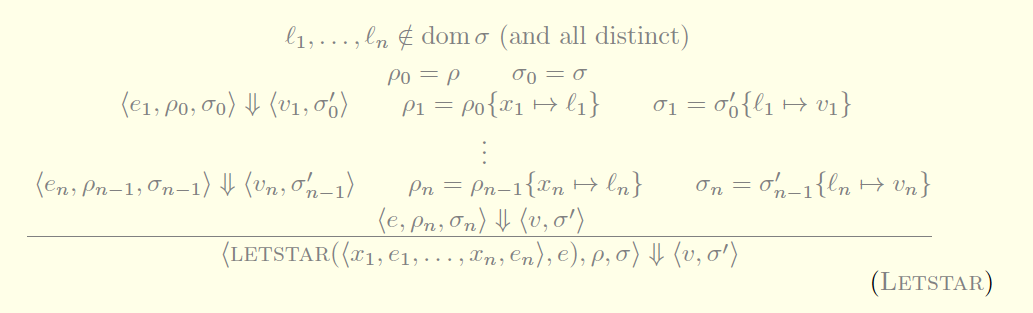 ℓ₁, …, ℓₙ ∉ dom σ (and all distinct)
ρ₀ = ρ σ₀ = σ
⟨e₁, ρ₀, σ₀⟩ ⇓ ⟨v₁, σ′₀⟩ ρ₁ = ρ₀{x₁ ↦ ℓ₁} σ₁ = σ′₀{ℓ₁ ↦ v₁}
⋮
⟨eₙ, ρₙ₋₁, σₙ₋₁⟩ ⇓ ⟨vₙ, σ′ₙ₋₁⟩ ρₙ = ρₙ₋₁{xₙ ↦ ℓₙ} σₙ = σ′ₙ₋₁{ℓₙ ↦ vₙ}
⟨e, ρₙ, σₙ⟩ ⇓ ⟨v, σ′⟩
⟨LETSTAR(⟨x₁, e₁, …, xₙ, eₙ⟩, e), ρ, σ⟩ ⇓ ⟨v, σ′⟩
(LETSTAR)